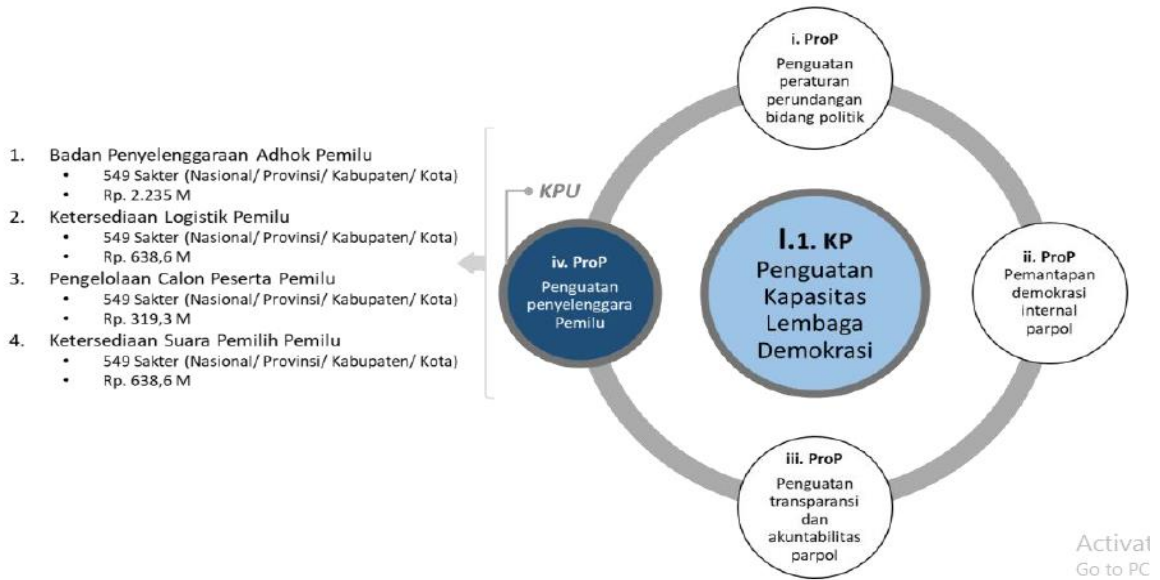 1. Badan Penyelenggaraan Adhok Pemilu
• 549 Sakter (Nasional/ Provinsi/ Kabupaten/ Kota)
• Rp. 2.235 M
2. Ketersediaan Logistik Pemilu
• 549 Sakter (Nasional/ Provinsi/ Kabupaten/ Kota)
• Rp. 638,6 M
3. Pengelolaan Calon Peserta Pemilu
• 549 Sakter (Nasional/ Provinsi/ Kabupaten/ Kota)
• Rp. 319,3 M
4. Ketersediaan Suara Pemilih Pemilu
• 549 Sakter (Nasional/ Provinsi/ Kabupaten/ Kota)
• Rp. 638,6 M
KPU
i. ProP
Penguatan
peraturan
perundangan
bidang politik
iv. ProP
Penguatan
penyelenggara
Pemilu
I.1. KP
Penguatan
Kapasitas
Lembaga
Demokrasi
ii. ProP
Pemantapan
demokrasi
internal
parpol
iii. ProP
Penguatan
transparansi
dan
akuntabilitas
parpol
Activat
Go to PC